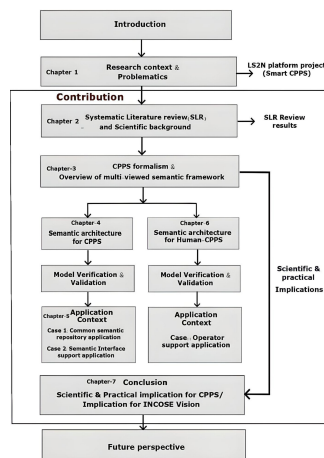 Introduction
Chapter 1
Research context &
Problematics
LS2N platform project
(Smart CPPS)
Contribution
Chapter 2
Systematic Literature review(SLR)
and Scientific background
SLR Review
results
Chapter-3
CPPS formalism &
Overview of multi-viewed semantic framework
Chapter-4
Semantic architecture
for CPPS
Chapter-6
Semantic architecture
for Human-CPPS
Model Verification &
Validation
Model Verification &
Validation
Scientific &
practical
Implications
Chapter-5 Application
Context
Case 1: Common semantic
repository application
Case 2: Semantic Interface
support application
Application
Context
Case: Operator
support application
Chapter-7 Conclusion
Scientific & Practical implication for CPPS/
Implication for INCOSE Vision
Future perspective